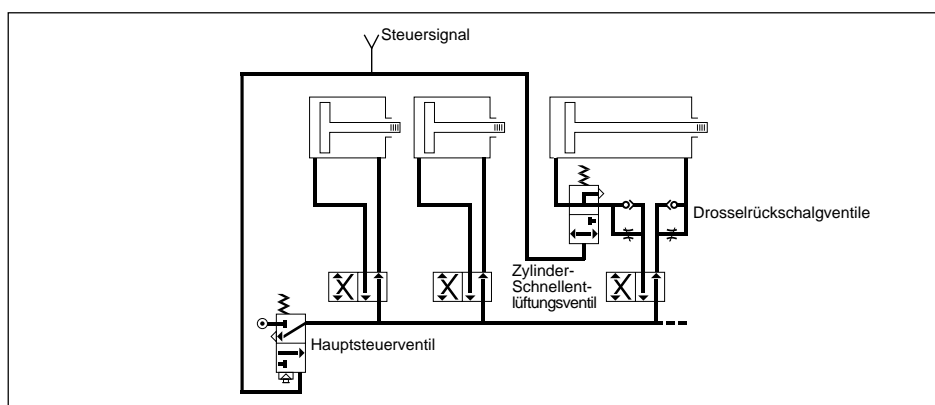 Steuersignal
Drosselrückschalgventile
Zylinder-
Schnellent-
lüftungsventil
Hauptsteuerventil